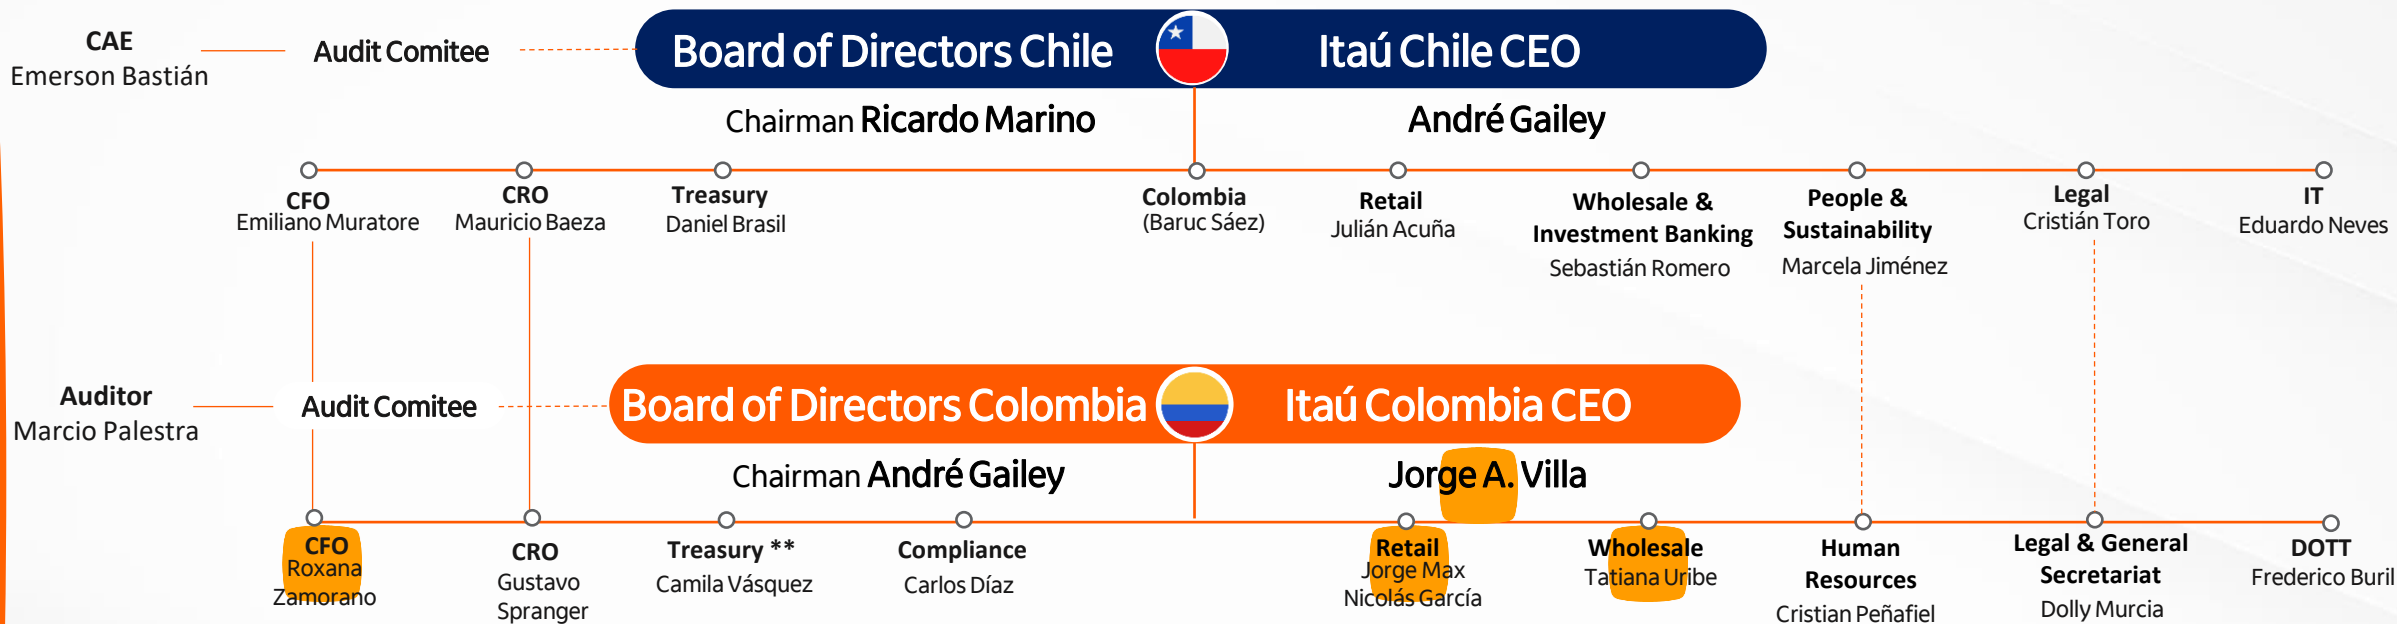 CAE
Emerson Bastián
Audit Comitee
Board of Directors Chile
Itaú Chile CEO
Chairman Ricardo Marino
André Gailey
CFO
Emiliano Muratore
CRO
Mauricio Baeza
Treasury
Daniel Brasil
Colombia
(Baruc Sáez)
Retail
Julián Acuña
Wholesale &
Investment Banking
Sebastián Romero
People &
Sustainability
Marcela Jiménez
Legal
Cristián Toro
IT
Eduardo Neves
Auditor
Marcio Palestra
Audit Comitee
Board of Directors Colombia
Itaú Colombia CEO
Chairman André Gailey
Jorge A. Villa
CFO
Roxana
Zamorano
CRO
Gustavo
Spranger
Treasury **
Camila Vásquez
Compliance
Carlos Díaz
Retail
Jorge Max
Nicolás García
Wholesale
Tatiana Uribe
Human
Resources
Cristian Peñafiel
Legal & General
Secretariat
Dolly Murcia
DOTT
Frederico Buril